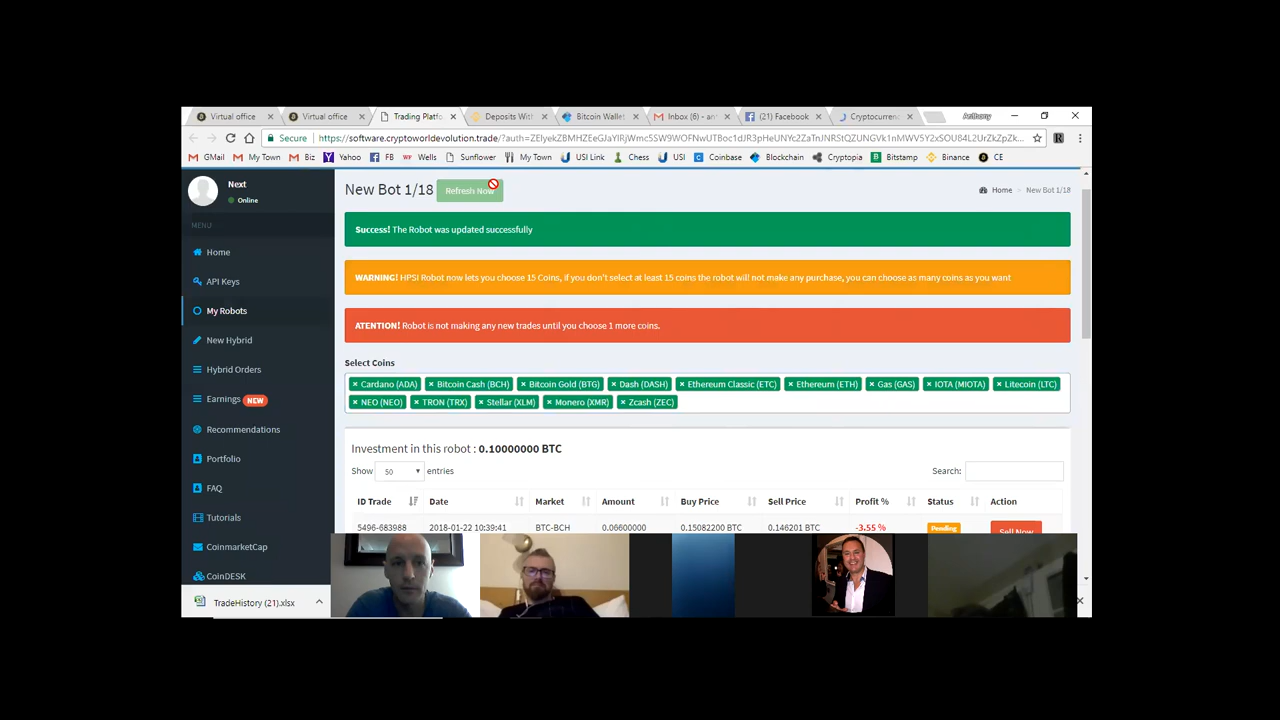 Virtual office
Virtual office
Trading Platfo
Deposits With
Bitcoin Wallet
Inbox (6) - an
(21) Facebook
Cryptocurrenc
Anthony
Secure
GMail
My Town
Biz
Yahoo
FB
Wells
Sunflower
My Town
USI Link
Chess
USI
Coinbase
Blockchain
Cryptopia
Bitstamp
Binance
CE
Next
Online
MENU
Home
API Keys
My Robots
New Hybrid
Hybrid Orders
Earnings NEW
Recommendations
Portfolio
FAQ
Tutorials
CoinmarketCap
CoinDESK
New Bot 1/18 Refresh Now
Home > New Bot 1/18
Success! The Robot was updated successfully
WARNING! HPSI Robot now lets you choose 15 Coins, if you don't select at least 15 coins the robot will not make any purchase, you can choose as many coins as you want
ATENTION! Robot is not making any new trades until you choose 1 more coins.
Select Coins
× Cardano (ADA) × Bitcoin Cash (BCH) × Bitcoin Gold (BTG) × Dash (DASH) × Ethereum Classic (ETC) × Ethereum (ETH) × Gas (GAS) × IOTA (MIOTA) × Litecoin (LTC)
× NEO (NEO) × TRON (TRX) × Stellar (XLM) × Monero (XMR) × Zcash (ZEC)
Investment in this robot : 0.10000000 BTC
Show 50 entries
Search:
ID Trade Date Market Amount Buy Price Sell Price Profit % Status Action
5496-683988 2018-01-22 10:39:41 BTC-BCH 0.06600000 0.15082200 BTC 0.146201 BTC -3.55 % Pending Sell Now
TradeHistory (21).xlsx